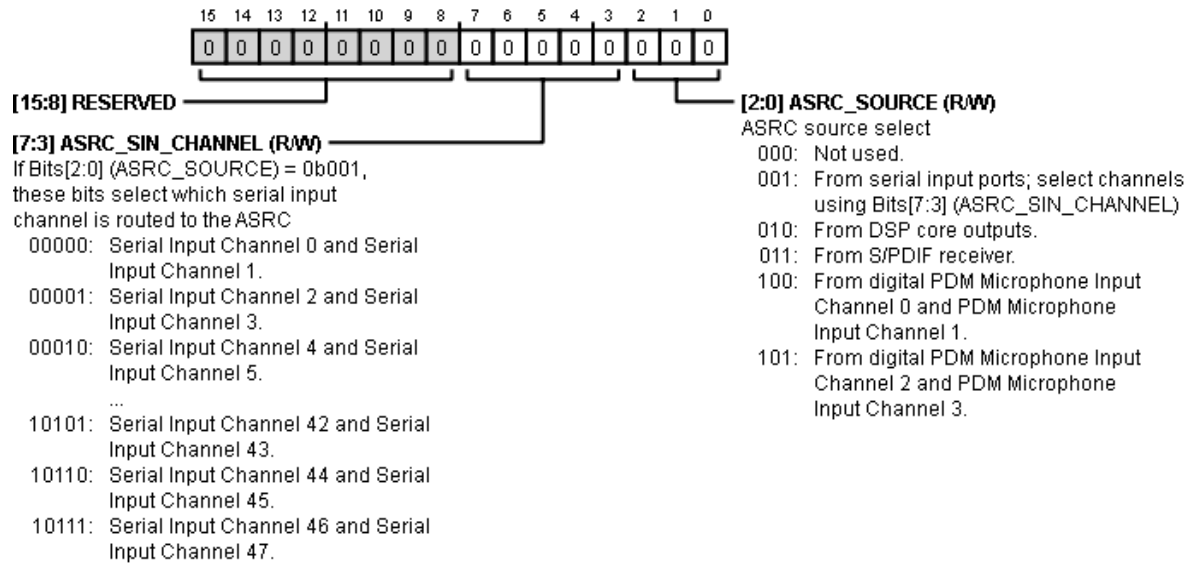 15 14 13 12 11 10 9 8 7 6 5 4 3 2 1 0
0 0 0 0 0 0 0 0 0 0 0 0 0 0 0 0
[15:8] RESERVED
[7:3] ASRC_SIN_CHANNEL (R/W)
If Bits[2:0] (ASRC_SOURCE) = 0b001,
these bits select which serial input
channel is routed to the ASRC
00000: Serial Input Channel 0 and Serial
Input Channel 1.
00001: Serial Input Channel 2 and Serial
Input Channel 3.
00010: Serial Input Channel 4 and Serial
Input Channel 5.
...
10101: Serial Input Channel 42 and Serial
Input Channel 43.
10110: Serial Input Channel 44 and Serial
Input Channel 45.
10111: Serial Input Channel 46 and Serial
Input Channel 47.
[2:0] ASRC_SOURCE (R/W)
ASRC source select
000: Not used.
001: From serial input ports; select channels
using Bits[7:3] (ASRC_SIN_CHANNEL)
010: From DSP core outputs.
011: From S/PDIF receiver.
100: From digital PDM Microphone Input
Channel 0 and PDM Microphone
Input Channel 1.
101: From digital PDM Microphone Input
Channel 2 and PDM Microphone
Input Channel 3.